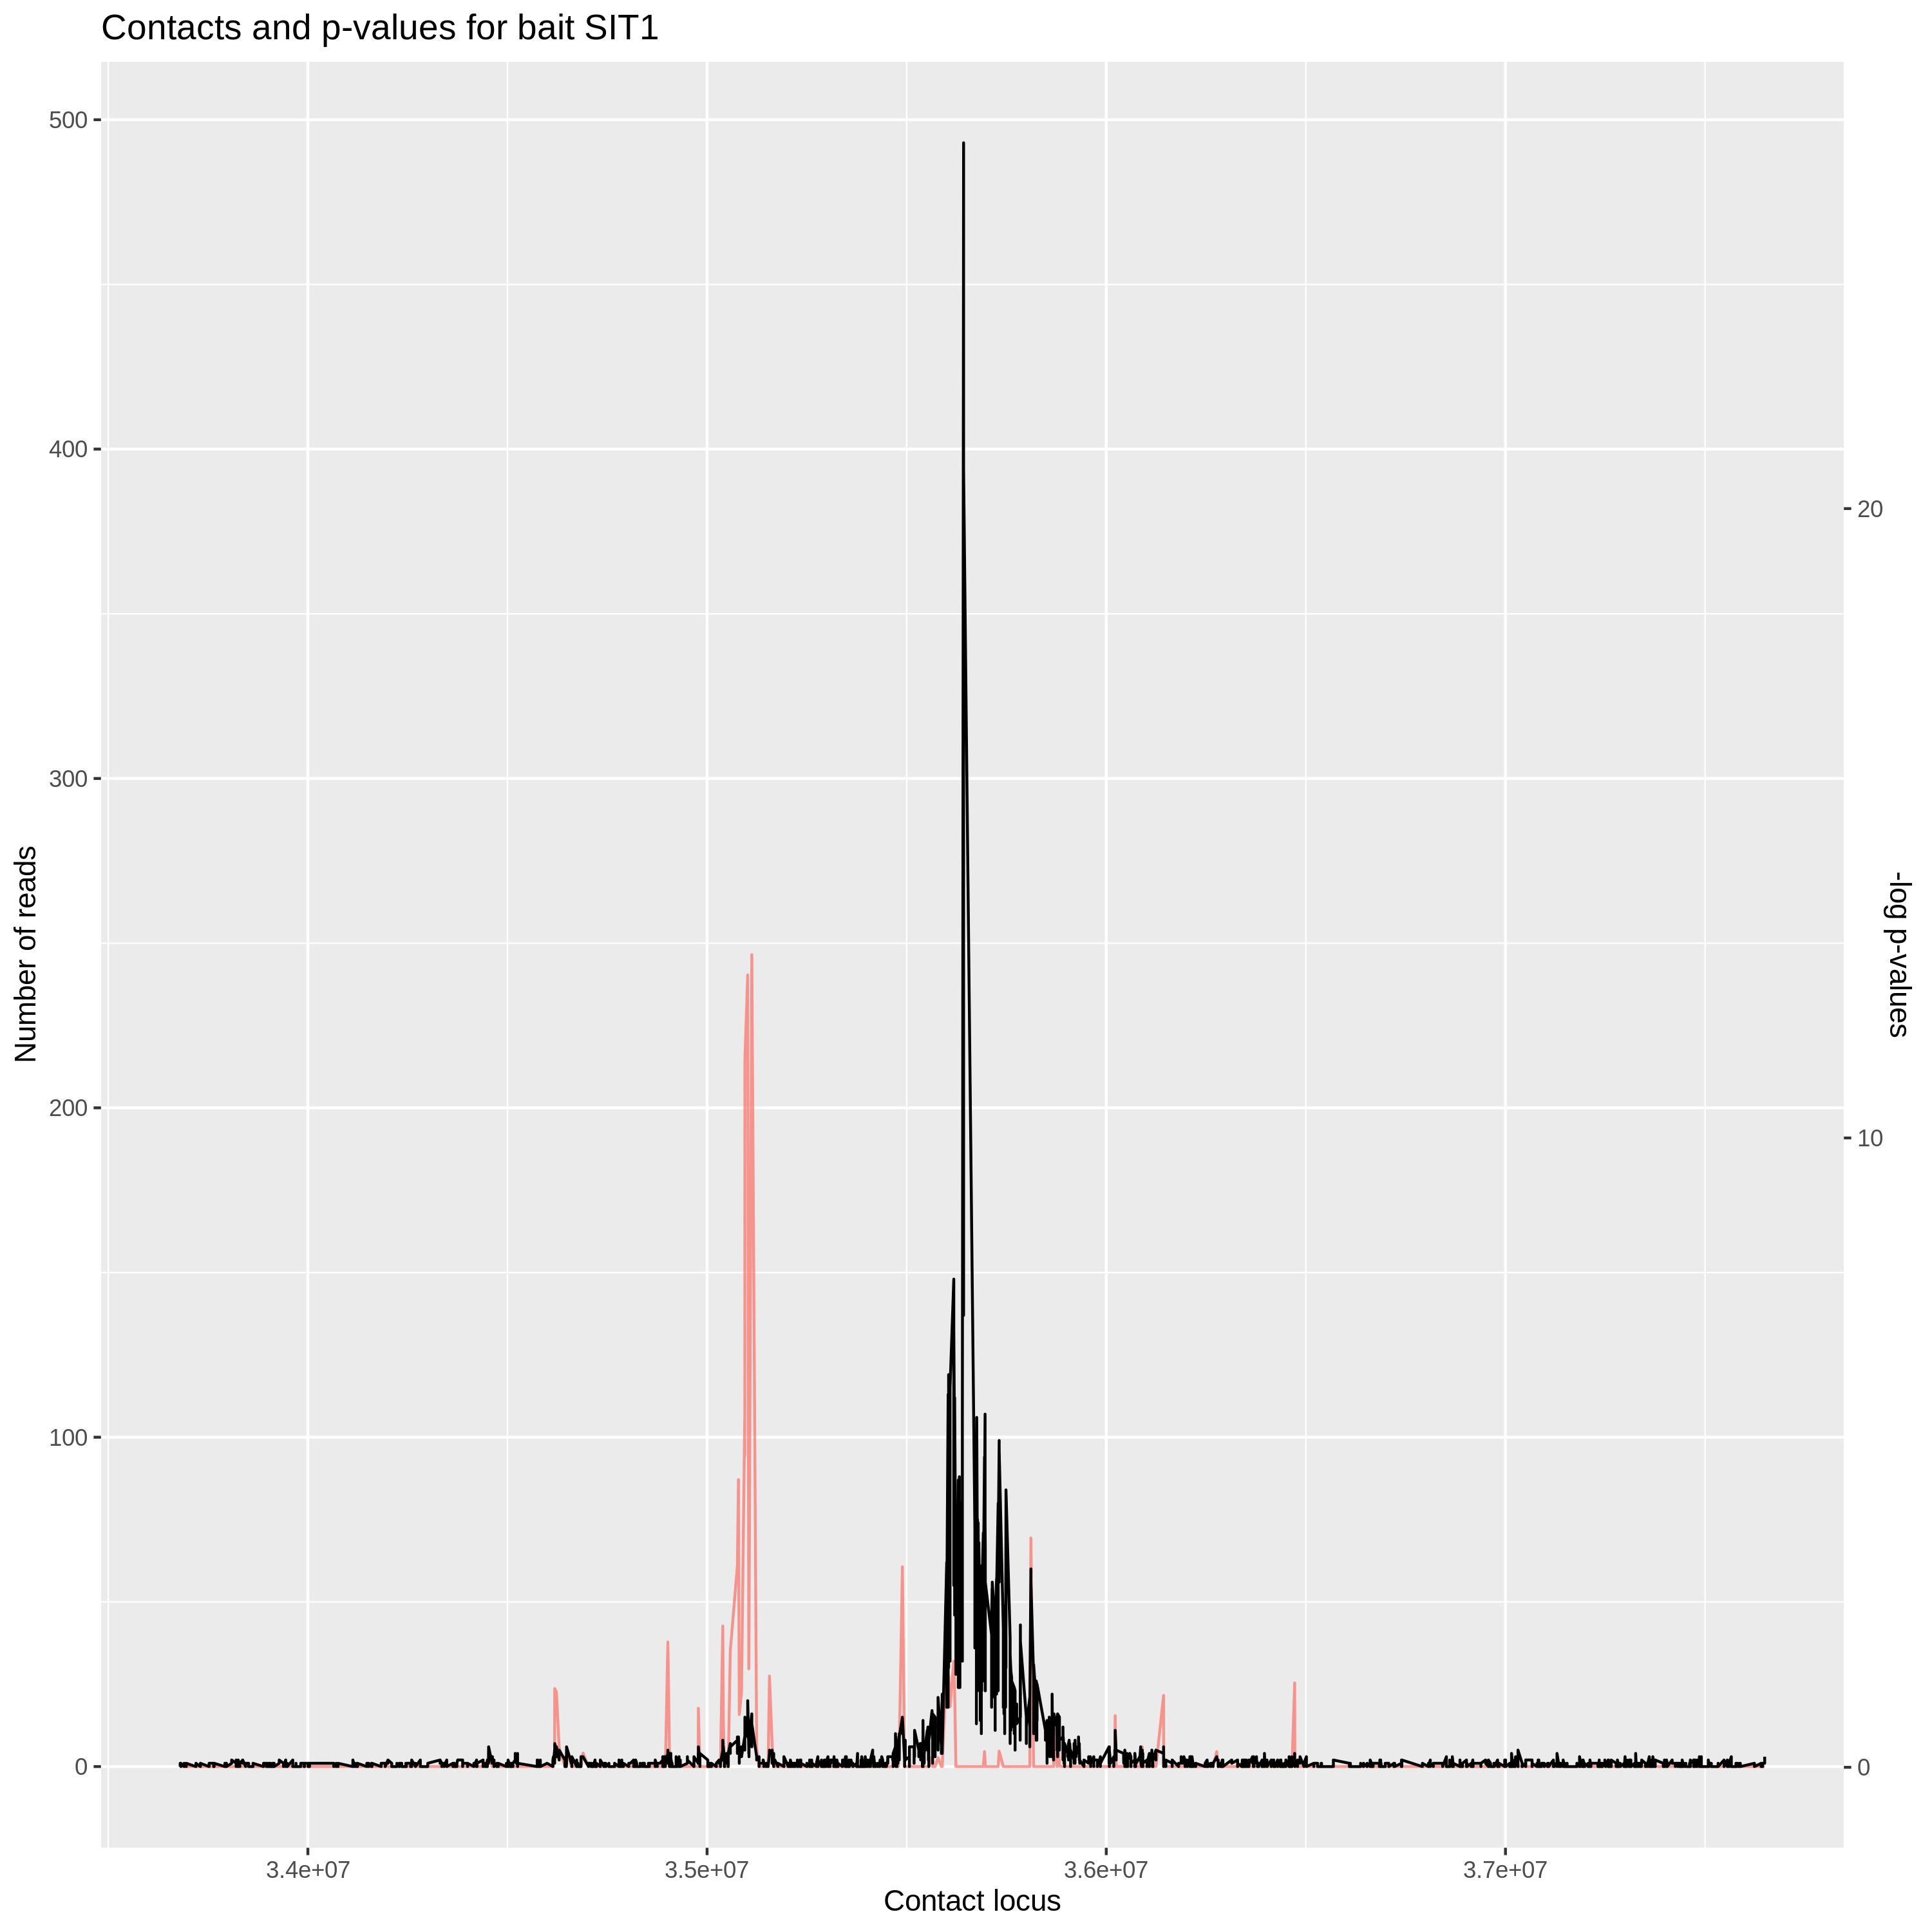 Contacts and p-values for bait SIT1
500
400
300
200
100
0
Number of reads
20
10
0
-log p-values
3.4e+07
3.5e+07
3.6e+07
3.7e+07
Contact locus